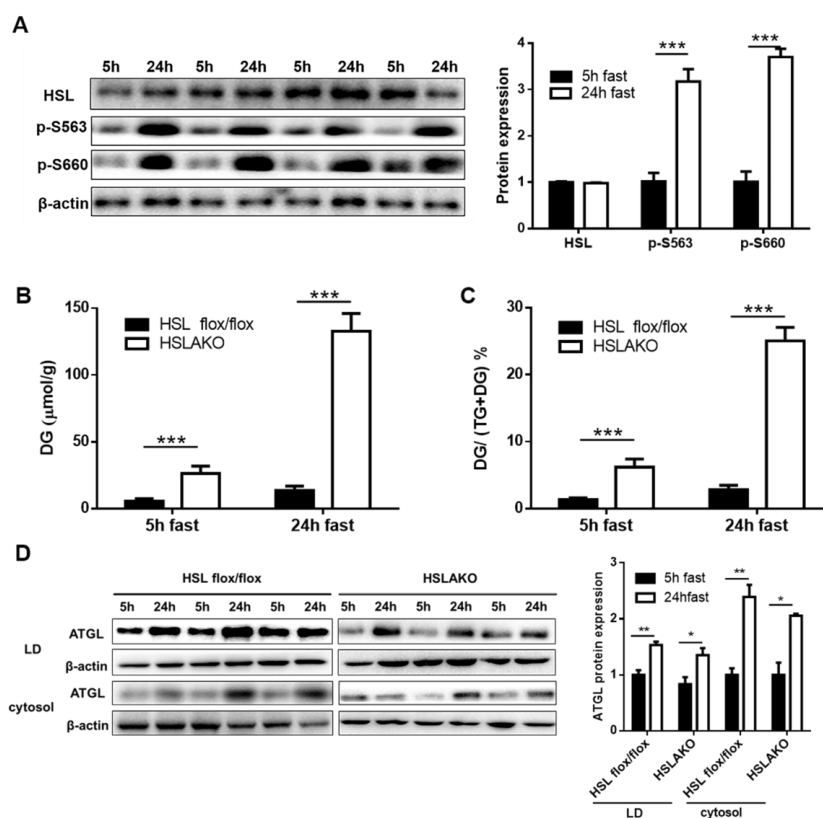 A
5h 24h 5h 24h 5h 24h 5h 24h
HSL
p-S563
p-S660
β-actin
Protein expression
4
3
2
1
0
***
***
5h fast
24h fast
HSL p-S563 p-S660
B
DG (μmol/g)
150
100
50
0
HSL flox/flox
HSLAKO
***
***
5h fast 24h fast
C
DG/ (TG+DG) %
30
20
10
0
HSL flox/flox
HSLAKO
***
***
5h fast 24h fast
D
HSL flox/flox HSLAKO
5h 24h 5h 24h 5h 24h 5h 24h 5h 24h 5h 24h
LD
ATGL
β-actin
cytosol
ATGL
β-actin
ATGL protein expression
3
2
1
0
5h fast
24hfast
**
*
**
*
HSL flox/flox
HSLAKO
HSL flox/flox
HSLAKO
LD cytosol